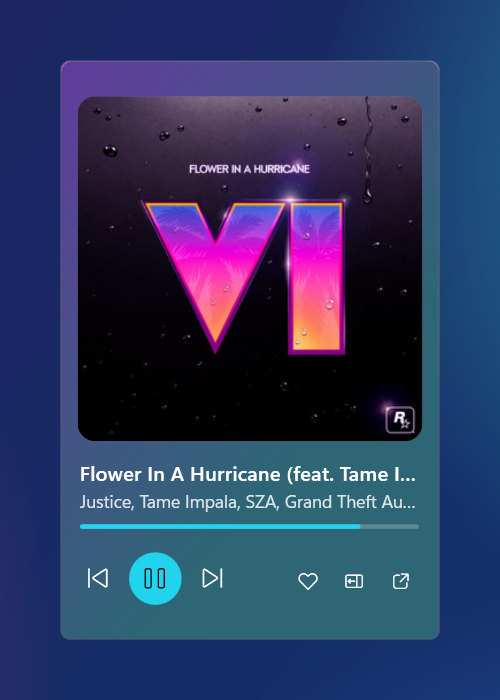 FLOWER IN A HURRICANE
VI
R
Flower In A Hurricane (feat. Tame I...
Justice, Tame Impala, SZA, Grand Theft Au...